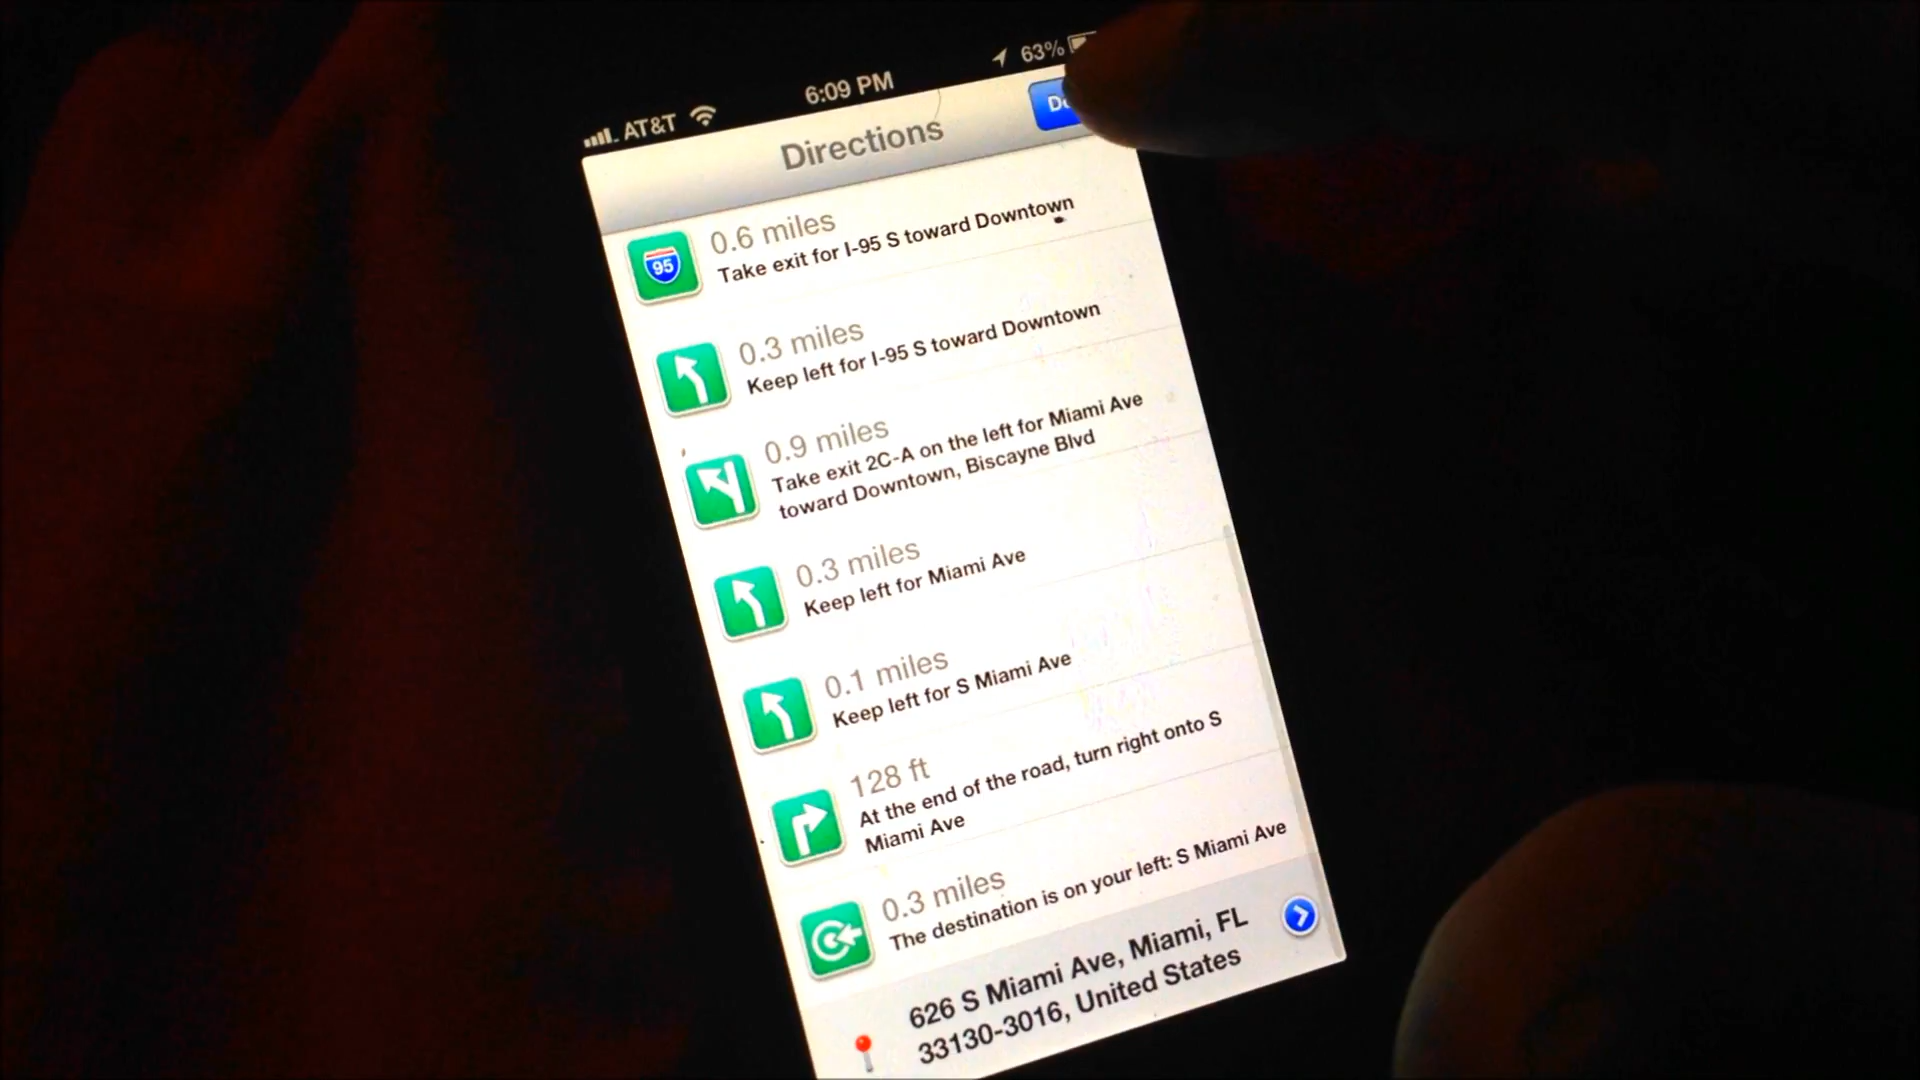 AT&T 6:09 PM 63%
Directions
95
0.6 miles
Take exit for I-95 S toward Downtown
0.3 miles
Keep left for I-95 S toward Downtown
0.9 miles
Take exit 2C-A on the left for Miami Ave
toward Downtown, Biscayne Blvd
0.3 miles
Keep left for Miami Ave
0.1 miles
Keep left for S Miami Ave
128 ft
At the end of the road, turn right onto S
Miami Ave
0.3 miles
The destination is on your left: S Miami Ave
626 S Miami Ave, Miami, FL
33130-3016, United States